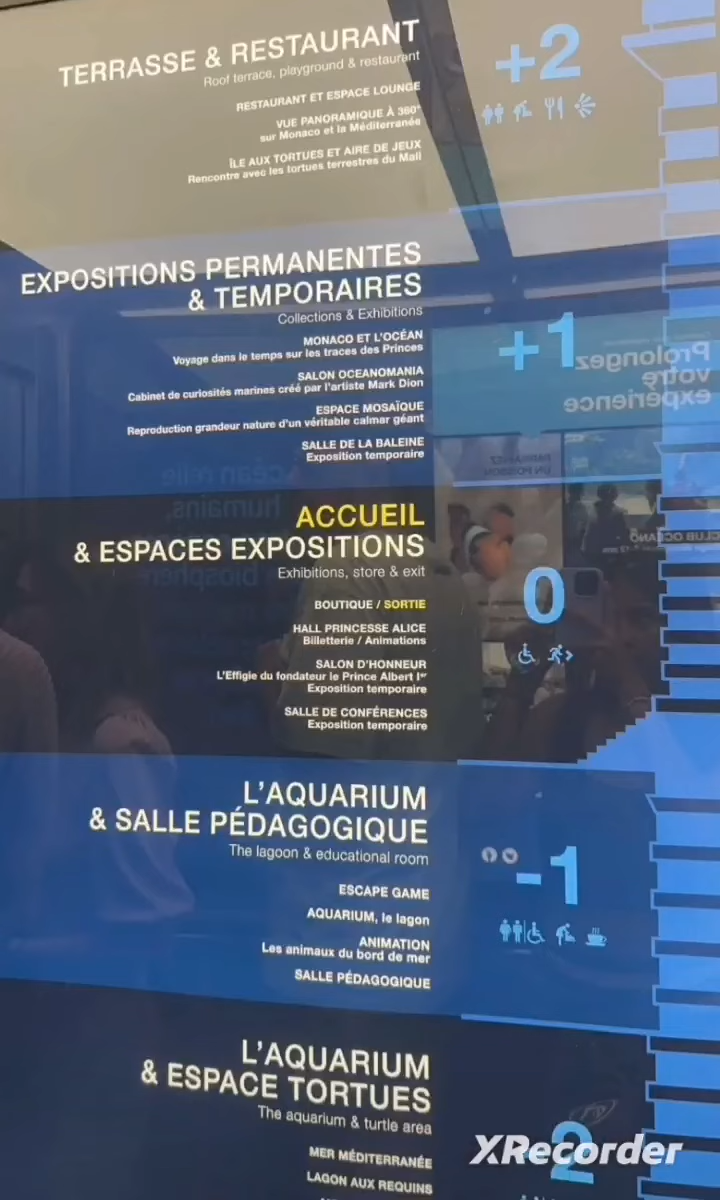 TERRASSE & RESTAURANT
Roof terrace, playground & restaurant
RESTAURANT ET ESPACE LOUNGE
VUE PANORAMIQUE À 360°
sur Monaco et la Méditerranée
ÎLE AUX TORTUES ET AIRE DE JEUX
Rencontre avec les tortues terrestres du Mali
+2
EXPOSITIONS PERMANENTES
& TEMPORAIRES
Collections & Exhibitions
MONACO ET L'OCÉAN
Voyage dans le temps sur les traces des Princes
SALON OCEANOMANIA
Cabinet de curiosités marines créé par l'artiste Mark Dion
ESPACE MOSAÏQUE
Reproduction grandeur nature d'un véritable calmar géant
SALLE DE LA BALEINE
Exposition temporaire
+1
Prolongez
votre
expérience
océan relie
humains,
ACCUEIL
& ESPACES EXPOSITIONS
Exhibitions, store & exit
BOUTIQUE / SORTIE
HALL PRINCESSE ALICE
Billetterie / Animations
SALON D'HONNEUR
L'Effigie du fondateur le Prince Albert Ier
Exposition temporaire
SALLE DE CONFÉRENCES
Exposition temporaire
0
L'AQUARIUM
& SALLE PÉDAGOGIQUE
The lagoon & educational room
ESCAPE GAME
AQUARIUM, le lagon
ANIMATION
Les animaux du bord de mer
SALLE PÉDAGOGIQUE
-1
L'AQUARIUM
& ESPACE TORTUES
The aquarium & turtle area
MER MÉDITERRANÉE
LAGON AUX REQUINS
-2
XRecorder